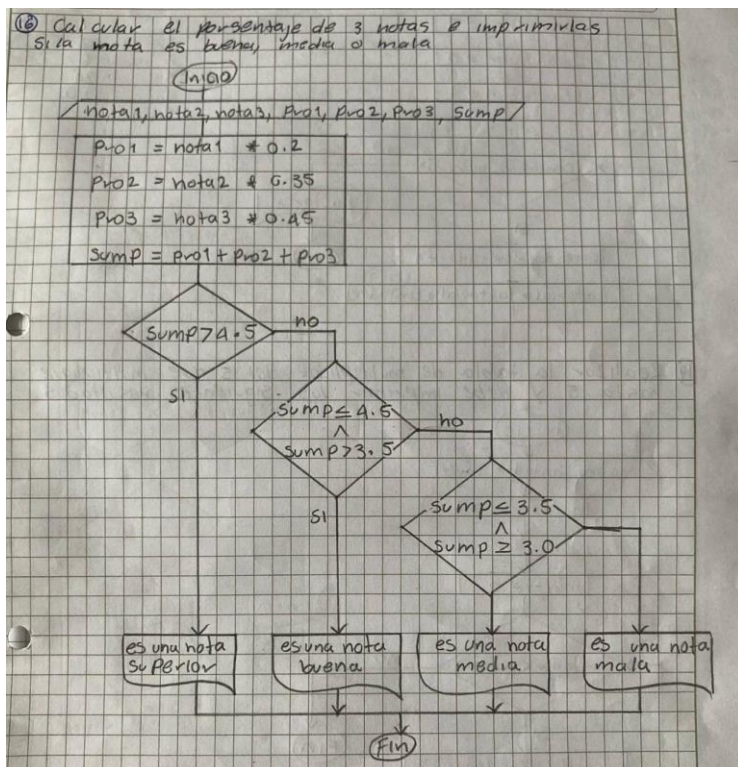 16 Calcular el porsentaje de 3 notas e imprimirlas
si la nota es buena, media o mala
Inicio
nota1, nota2, nota3, Pro1, Pro2, Pro3, Sump
Pro1 = nota1 * 0.2
Pro2 = nota2 * 0.35
Pro3 = nota3 * 0.45
Sump = pro1 + pro2 + pro3
Sump > 4.5
no
SI
Sump ≤ 4.5
∧
Sump > 3.5
no
SI
Sump ≤ 3.5
∧
Sump ≥ 3.0
es una nota
superior
es una nota
buena
es una nota
media
es una nota
mala
Fin